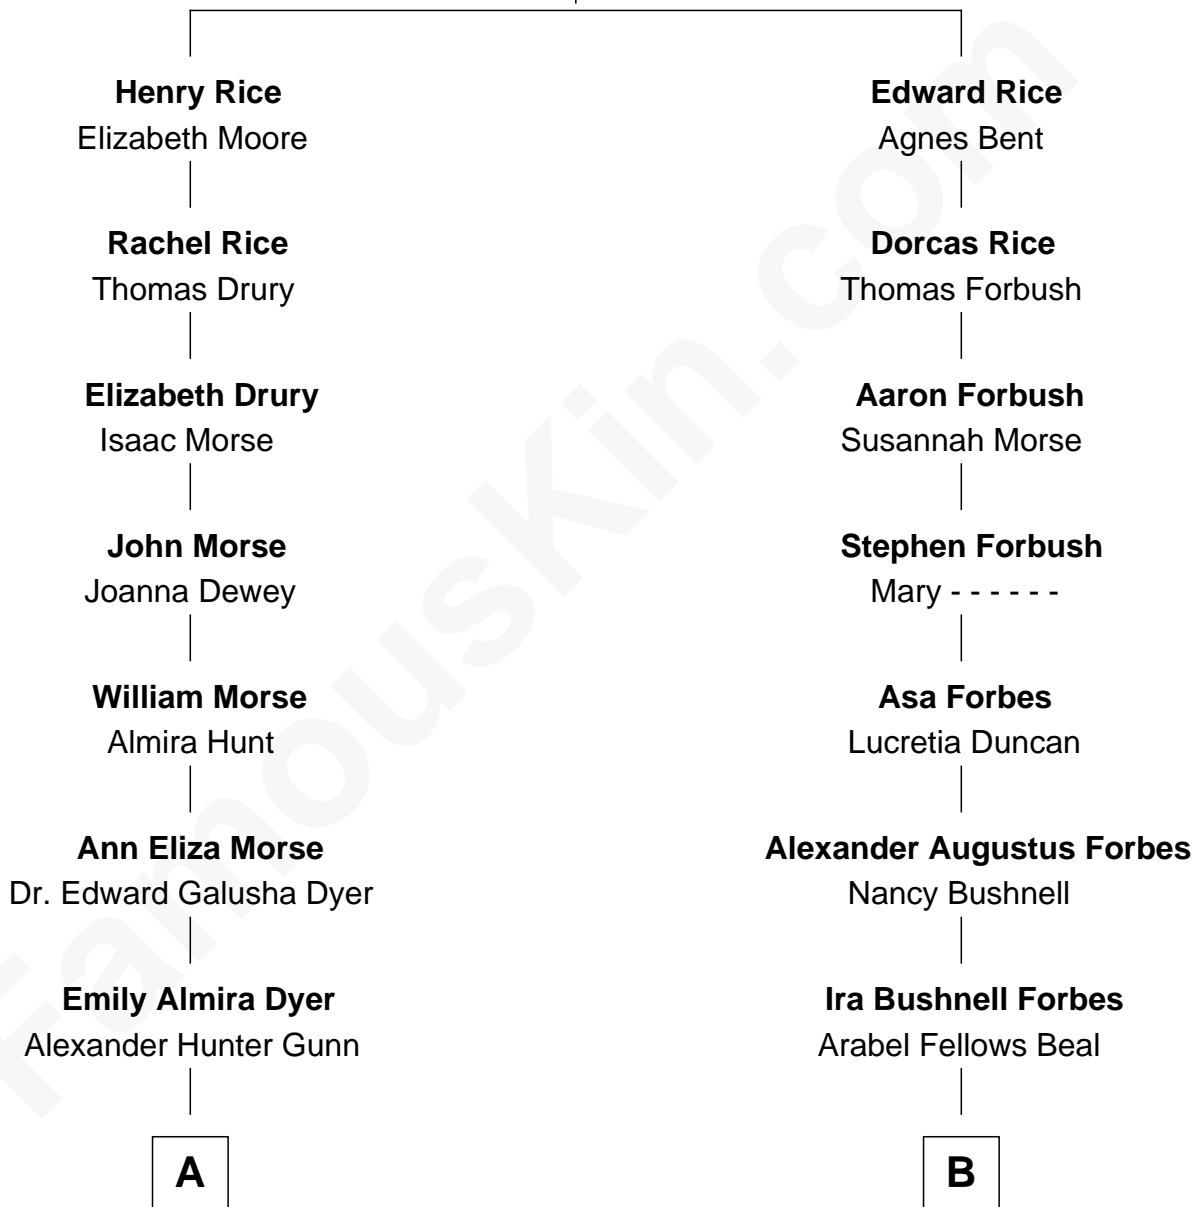 Henry Rice
Elizabeth Moore
Rachel Rice
Thomas Drury
Elizabeth Drury
Isaac Morse
John Morse
Joanna Dewey
William Morse
Almira Hunt
Ann Eliza Morse
Dr. Edward Galusha Dyer
Emily Almira Dyer
Alexander Hunter Gunn
A
Edward Rice
Agnes Bent
Dorcas Rice
Thomas Forbush
Aaron Forbush
Susannah Morse
Stephen Forbush
Mary - - - - - -
Asa Forbes
Lucretia Duncan
Alexander Augustus Forbes
Nancy Bushnell
Ira Bushnell Forbes
Arabel Fellows Beal
B
FamousKin.com